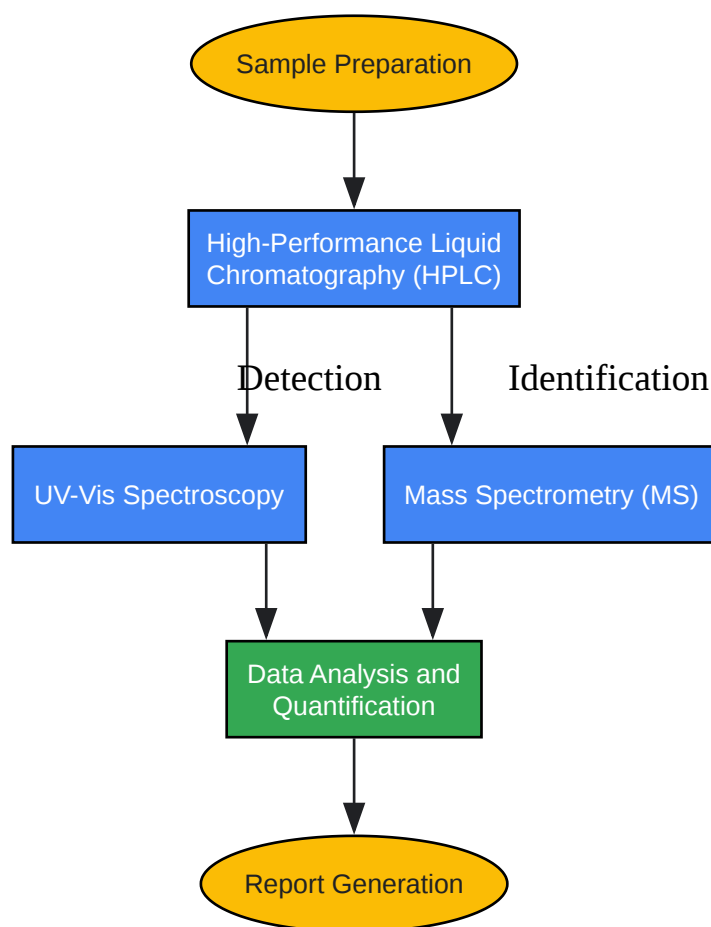 Sample Preparation
High-Performance Liquid
Chromatography (HPLC)
Detection
Identification
UV-Vis Spectroscopy
Mass Spectrometry (MS)
Data Analysis and
Quantification
Report Generation